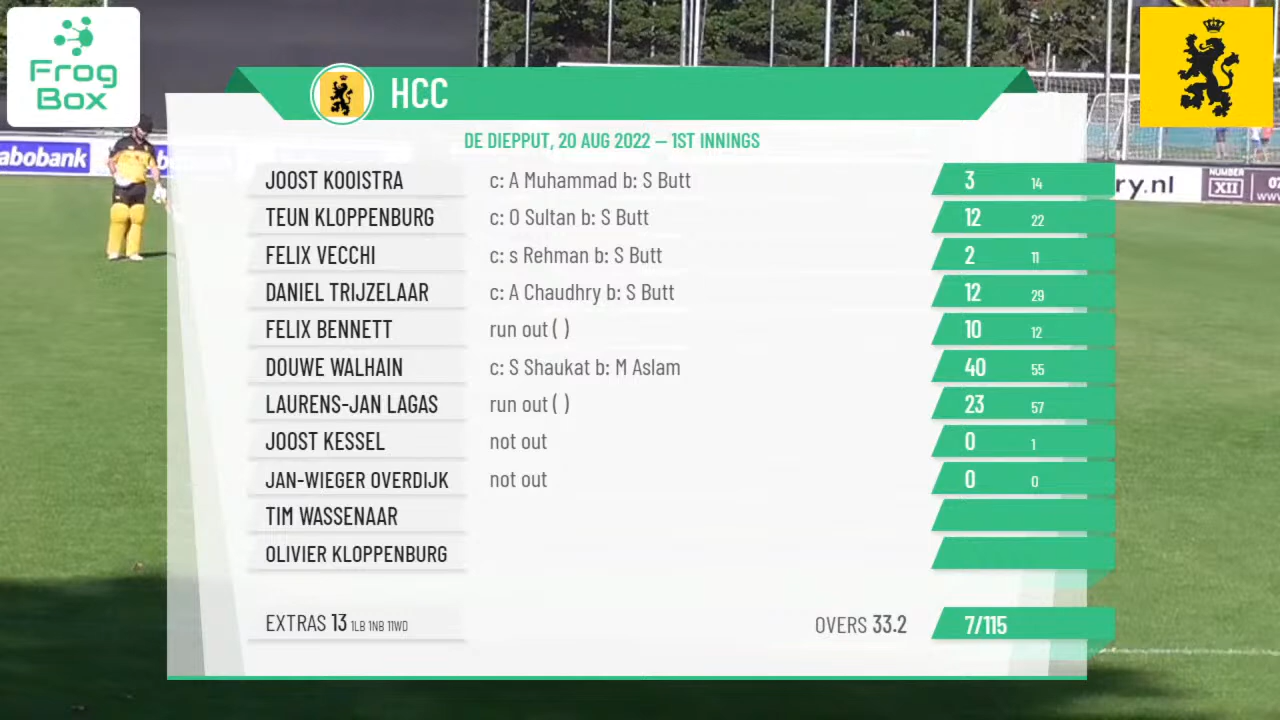 Frog
Box
HCC
DE DIEPPUT, 20 AUG 2022 – 1ST INNINGS
abobank
JOOST KOOISTRA c: A Muhammad b: S Butt 3 14
ry.nl
NUMBER
XII
TEUN KLOPPENBURG c: O Sultan b: S Butt 12 22
FELIX VECCHI c: s Rehman b: S Butt 2 11
DANIEL TRIJZELAAR c: A Chaudhry b: S Butt 12 29
FELIX BENNETT run out ( ) 10 12
DOUWE WALHAIN c: S Shaukat b: M Aslam 40 55
LAURENS-JAN LAGAS run out ( ) 23 57
JOOST KESSEL not out 0 1
JAN-WIEGER OVERDIJK not out 0 0
TIM WASSENAAR
OLIVIER KLOPPENBURG
EXTRAS 13 1LB 1NB 11WD OVERS 33.2 7/115